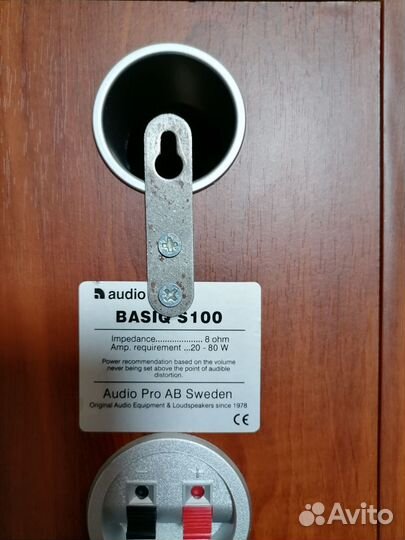 audio
BASIQ S100
Impedance.....................8 ohm
Amp. requirement ...20 - 80 W
Power recommendation based on the volume
never being set above the point of audible
distortion.
Audio Pro AB Sweden
Original Audio Equipment & Loudspeakers since 1978
CE
- +
Avito